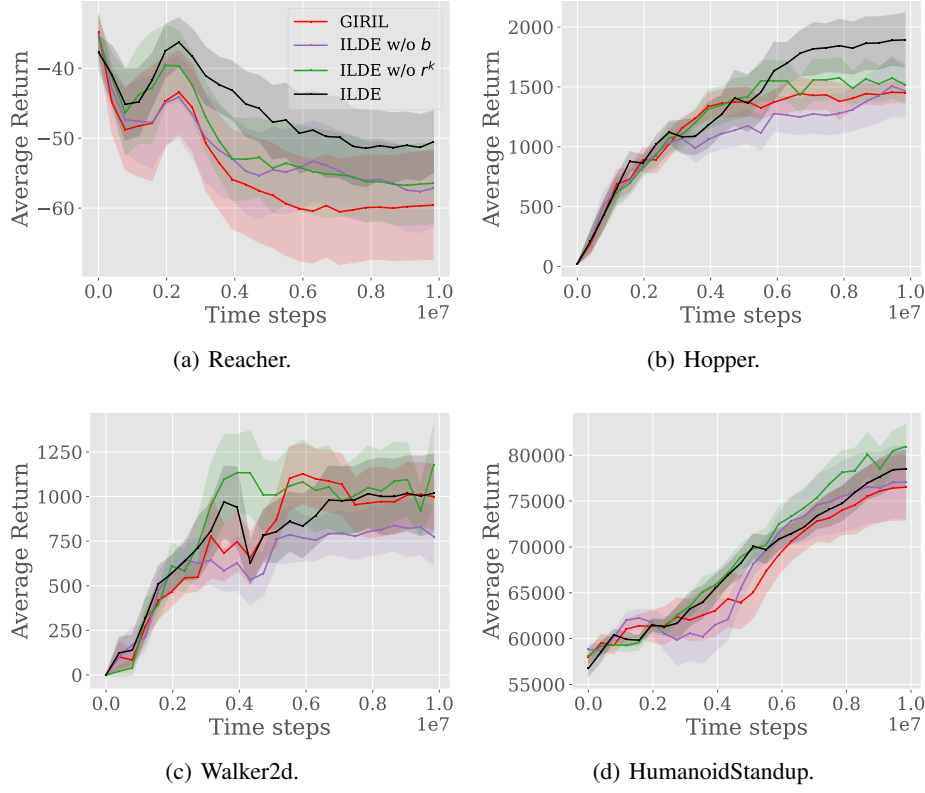 GIRIL
ILDE w/o b
ILDE w/o r^k
ILDE
Average Return
−40
−50
−60
0.0 0.2 0.4 0.6 0.8 1.0
1e7
Time steps
(a) Reacher.
Average Return
2000
1500
1000
500
0
0.0 0.2 0.4 0.6 0.8 1.0
1e7
Time steps
(b) Hopper.
Average Return
1250
1000
750
500
250
0
0.0 0.2 0.4 0.6 0.8 1.0
1e7
Time steps
(c) Walker2d.
Average Return
80000
75000
70000
65000
60000
55000
0.0 0.2 0.4 0.6 0.8 1.0
1e7
Time steps
(d) HumanoidStandup.